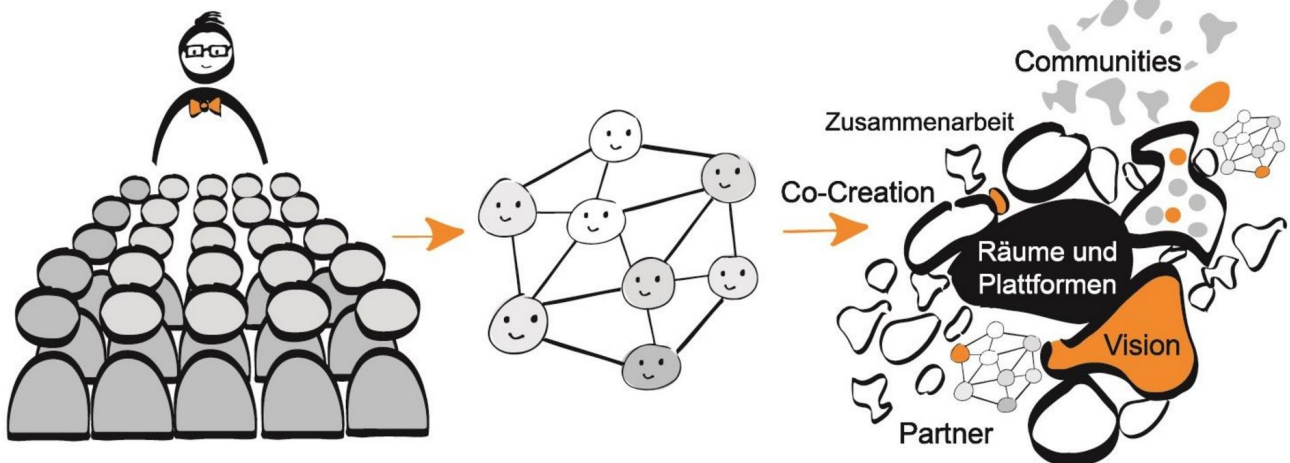 Communities
Zusammenarbeit
Co-Creation
Räume und
Plattformen
Vision
Partner